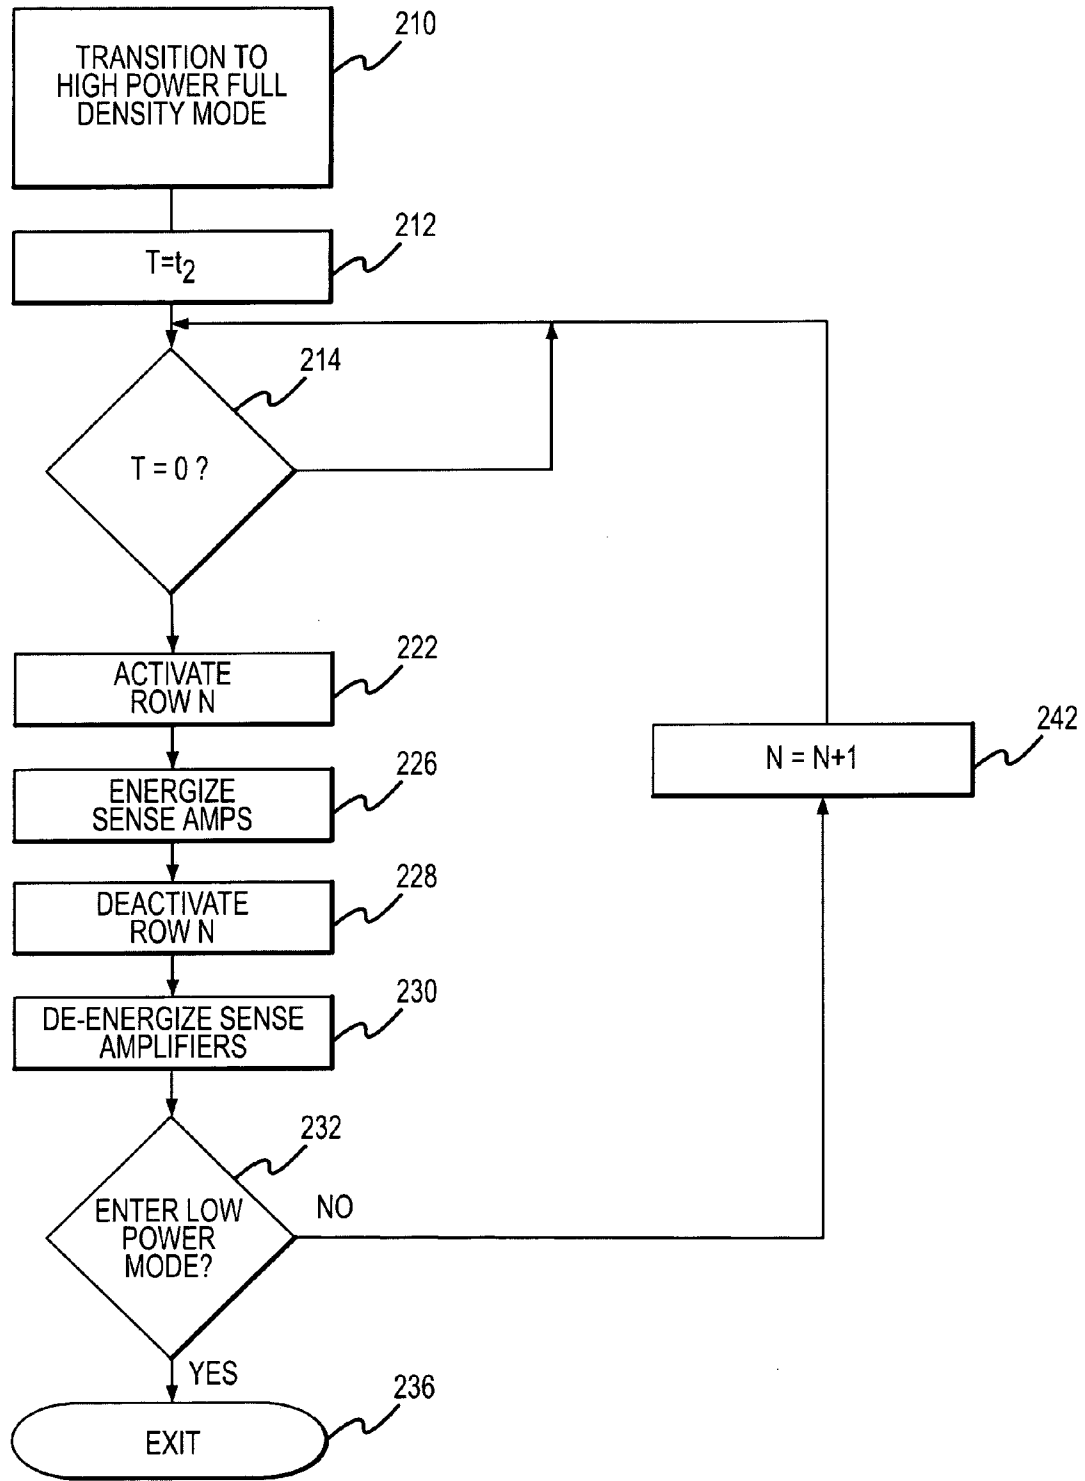 TRANSITION TO
HIGH POWER FULL
DENSITY MODE
210
T=t₂
212
T = 0 ?
214
ACTIVATE
ROW N
222
ENERGIZE
SENSE AMPS
226
DEACTIVATE
ROW N
228
DE-ENERGIZE SENSE
AMPLIFIERS
230
ENTER LOW
POWER
MODE?
232
NO
YES
N = N+1
242
EXIT
236